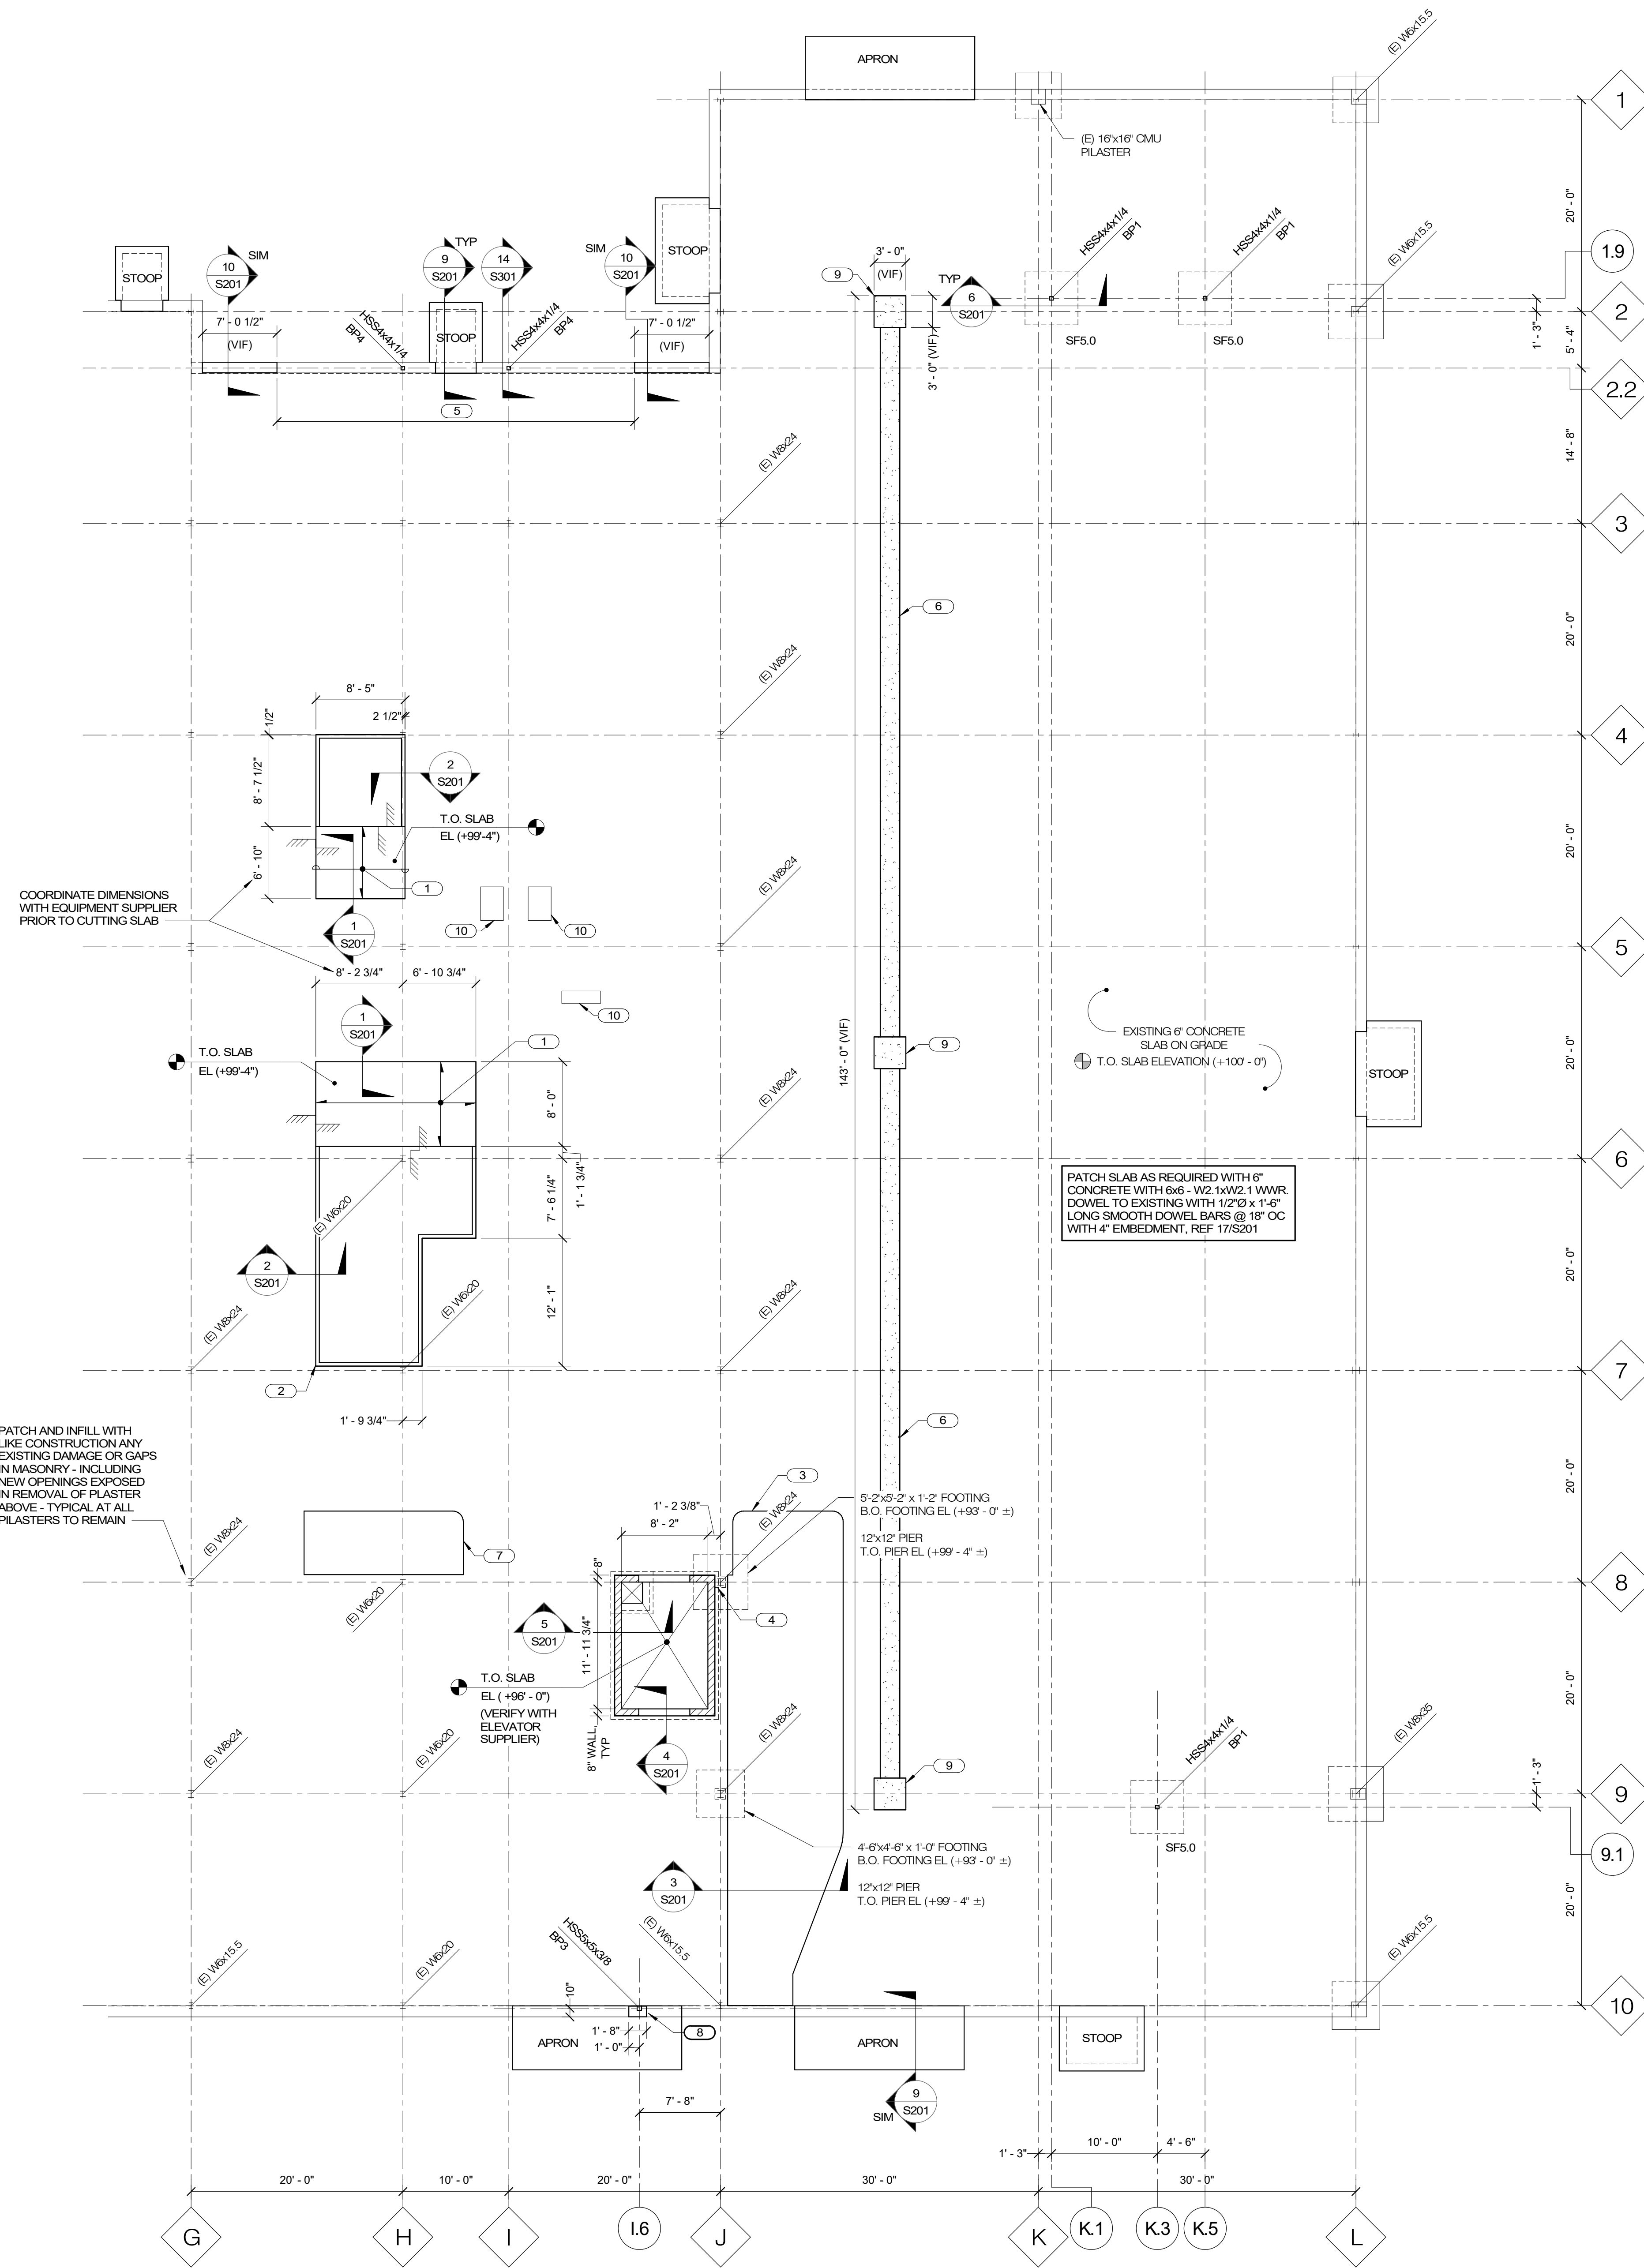 (E) W6x15.5
APRON
1
(E) 16"x16" CMU
PILASTER
20' - 0"
STOOP
10
S201
SIM
9
S201
TYP
14
S301
SIM
10
S201
STOOP
3' - 0"
(VIF)
9
TYP
6
S201
HSS4x4x1/4
BP1
HSS4x4x1/4
BP1
(E) W6x15.5
1.9
2
7' - 0 1/2"
(VIF)
HSS4x4x1/4
BP4
STOOP
HSS4x4x1/4
BP4
7' - 0 1/2"
(VIF)
3' - 0" (VIF)
SF5.0
SF5.0
1' - 3"
5' - 4"
5
2.2
(E) W8x24
14' - 8"
3
6
20' - 0"
(E) W8x24
8' - 5"
2 1/2"
1/2"
4
8' - 7 1/2"
2
S201
T.O. SLAB
EL (+99'-4")
6' - 10"
1
(E) W8x24
20' - 0"
COORDINATE DIMENSIONS
WITH EQUIPMENT SUPPLIER
PRIOR TO CUTTING SLAB
1
S201
10
10
5
8' - 2 3/4"
6' - 10 3/4"
1
S201
10
1
143' - 0" (VIF)
9
EXISTING 6" CONCRETE
SLAB ON GRADE
T.O. SLAB ELEVATION (+100' - 0")
20' - 0"
STOOP
T.O. SLAB
EL (+99'-4")
(E) W8x24
8' - 0"
6
1' - 1 3/4"
7' - 6 1/4"
(E) W6x20
PATCH SLAB AS REQUIRED WITH 6"
CONCRETE WITH 6x6 - W2.1xW2.1 WWR.
DOWEL TO EXISTING WITH 1/2"Ø x 1'-6"
LONG SMOOTH DOWEL BARS @ 18" OC
WITH 4" EMBEDMENT, REF 17/S201
2
S201
(E) W8x24
(E) W6x20
12' - 1"
(E) W8x24
20' - 0"
7
2
1' - 9 3/4"
6
PATCH AND INFILL WITH
LIKE CONSTRUCTION ANY
EXISTING DAMAGE OR GAPS
IN MASONRY - INCLUDING
NEW OPENINGS EXPOSED
IN REMOVAL OF PLASTER
ABOVE - TYPICAL AT ALL
PILASTERS TO REMAIN
3
20' - 0"
1' - 2 3/8"
8' - 2"
(E) W8x24
5'-2"x5'-2" x 1'-2" FOOTING
B.O. FOOTING EL (+93' - 0" ±)
12"x12" PIER
T.O. PIER EL (+99' - 4" ±)
(E) W8x24
7
8"
8
(E) W6x20
4
5
S201
11' - 11 3/4"
T.O. SLAB
EL ( +96' - 0")
(VERIFY WITH
ELEVATOR
SUPPLIER)
20' - 0"
8" WALL,
TYP
4
S201
(E) W8x24
(E) W8x24
(E) W6x20
9
HSS4x4x1/4
BP1
(E) W8x35
1' - 3"
9
4'-6"x4'-6" x 1'-0" FOOTING
B.O. FOOTING EL (+93' - 0" ±)
12"x12" PIER
T.O. PIER EL (+99' - 4" ±)
SF5.0
9.1
3
S201
20' - 0"
(E) W6x15.5
(E) W6x20
HSS5x5x3/8
BP3
(E) W6x15.5
(E) W6x15.5
10"
10
1' - 8"
1' - 0"
8
APRON
APRON
STOOP
9
S201
SIM
7' - 8"
1' - 3"
10' - 0"
4' - 6"
20' - 0"
10' - 0"
20' - 0"
30' - 0"
30' - 0"
G
H
I
I.6
J
K
K.1
K.3
K.5
L